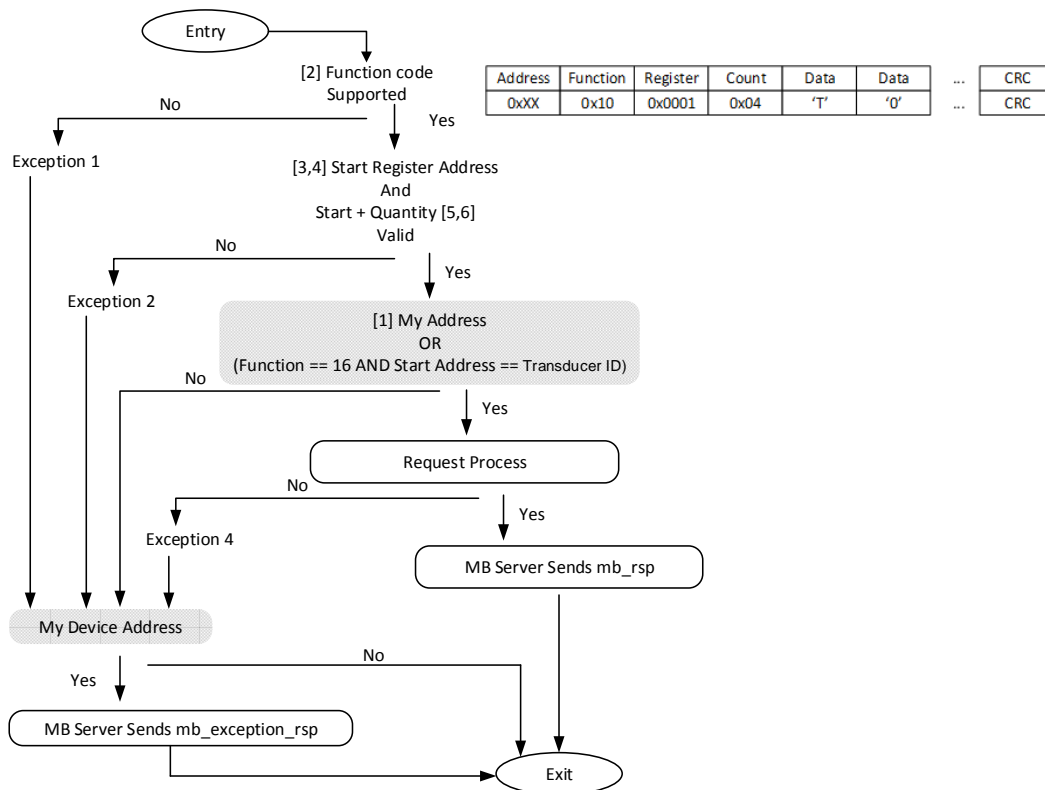 Entry
[2] Function code
Supported
Address Function Register Count Data Data ... CRC
0xXX 0x10 0x0001 0x04 ‘T’ ‘0’ ... CRC
No
Yes
Exception 1
[3,4] Start Register Address
And
Start + Quantity [5,6]
Valid
No
Yes
Exception 2
[1] My Address
OR
(Function == 16 AND Start Address == Transducer ID)
No
Yes
Request Process
No
Yes
Exception 4
MB Server Sends mb_rsp
My Device Address
No
Yes
MB Server Sends mb_exception_rsp
Exit